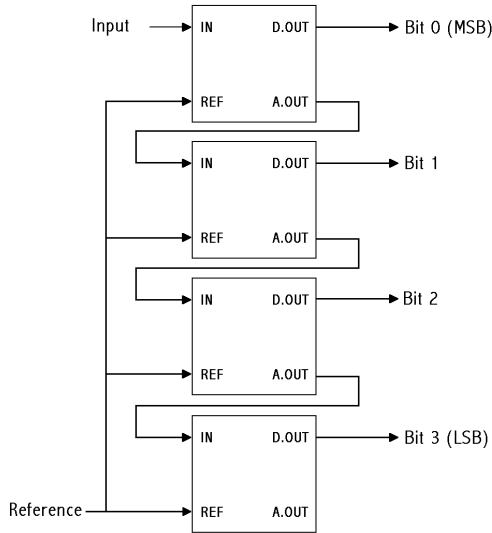 Input IN D.OUT Bit 0 (MSB)
REF A.OUT
IN D.OUT Bit 1
REF A.OUT
IN D.OUT Bit 2
REF A.OUT
IN D.OUT Bit 3 (LSB)
Reference REF A.OUT